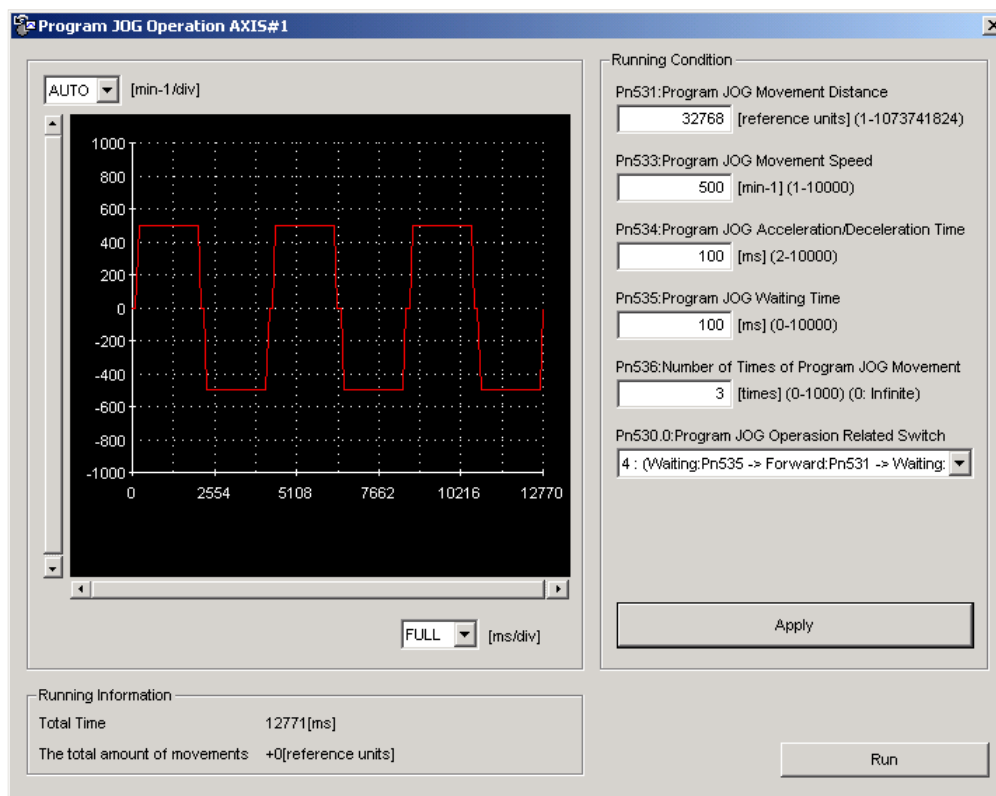 Program JOG Operation AXIS#1
AUTO [min-1/div]
1000
800
600
400
200
0
-200
-400
-600
-800
-1000
0 2554 5108 7662 10216 12770
FULL [ms/div]
Running Condition
Pn531:Program JOG Movement Distance
32768 [reference units] (1-1073741824)
Pn533:Program JOG Movement Speed
500 [min-1] (1-10000)
Pn534:Program JOG Acceleration/Deceleration Time
100 [ms] (2-10000)
Pn535:Program JOG Waiting Time
100 [ms] (0-10000)
Pn536:Number of Times of Program JOG Movement
3 [times] (0-1000) (0: Infinite)
Pn530.0:Program JOG Operasion Related Switch
4 : (Waiting:Pn535 -> Forward:Pn531 -> Waiting:
Apply
Running Information
Total Time 12771[ms]
The total amount of movements +0[reference units]
Run